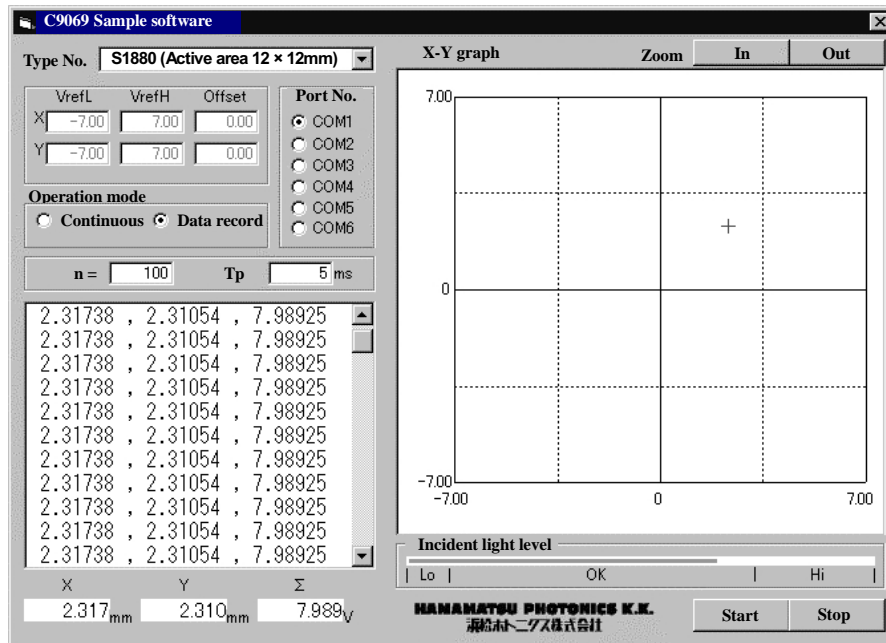 C9069 Sample software
Type No. S1880 (Active area 12 × 12mm)
VrefL VrefH Offset
X -7.00 7.00 0.00
Y -7.00 7.00 0.00
Port No.
COM1
COM2
COM3
COM4
COM5
COM6
Operation mode
Continuous Data record
n = 100 Tp 5 ms
2.31738 , 2.31054 , 7.98925
2.31738 , 2.31054 , 7.98925
2.31738 , 2.31054 , 7.98925
2.31738 , 2.31054 , 7.98925
2.31738 , 2.31054 , 7.98925
2.31738 , 2.31054 , 7.98925
2.31738 , 2.31054 , 7.98925
2.31738 , 2.31054 , 7.98925
2.31738 , 2.31054 , 7.98925
2.31738 , 2.31054 , 7.98925
2.31738 , 2.31054 , 7.98925
X Y Σ
2.317 mm 2.310 mm 7.989 V
X-Y graph Zoom In Out
7.00
0
-7.00
-7.00 0 7.00
Incident light level
| Lo | OK | Hi |
HAMAMATSU PHOTONICS K.K.
浜松ホトニクス株式会社
Start Stop